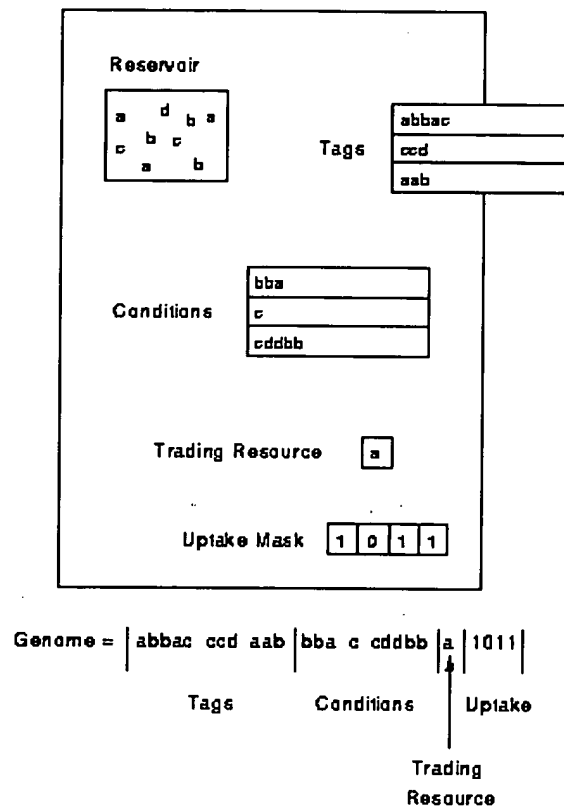 Reservoir
a d b a
c b c
a b
Tags
abbac
ccd
aab
Conditions
bba
c
cddbb
Trading Resource a
Uptake Mask 1 0 1 1
Genome = | abbac ccd aab | bba c cddbb | a | 1011 |
Tags Conditions Uptake
Trading
Resource